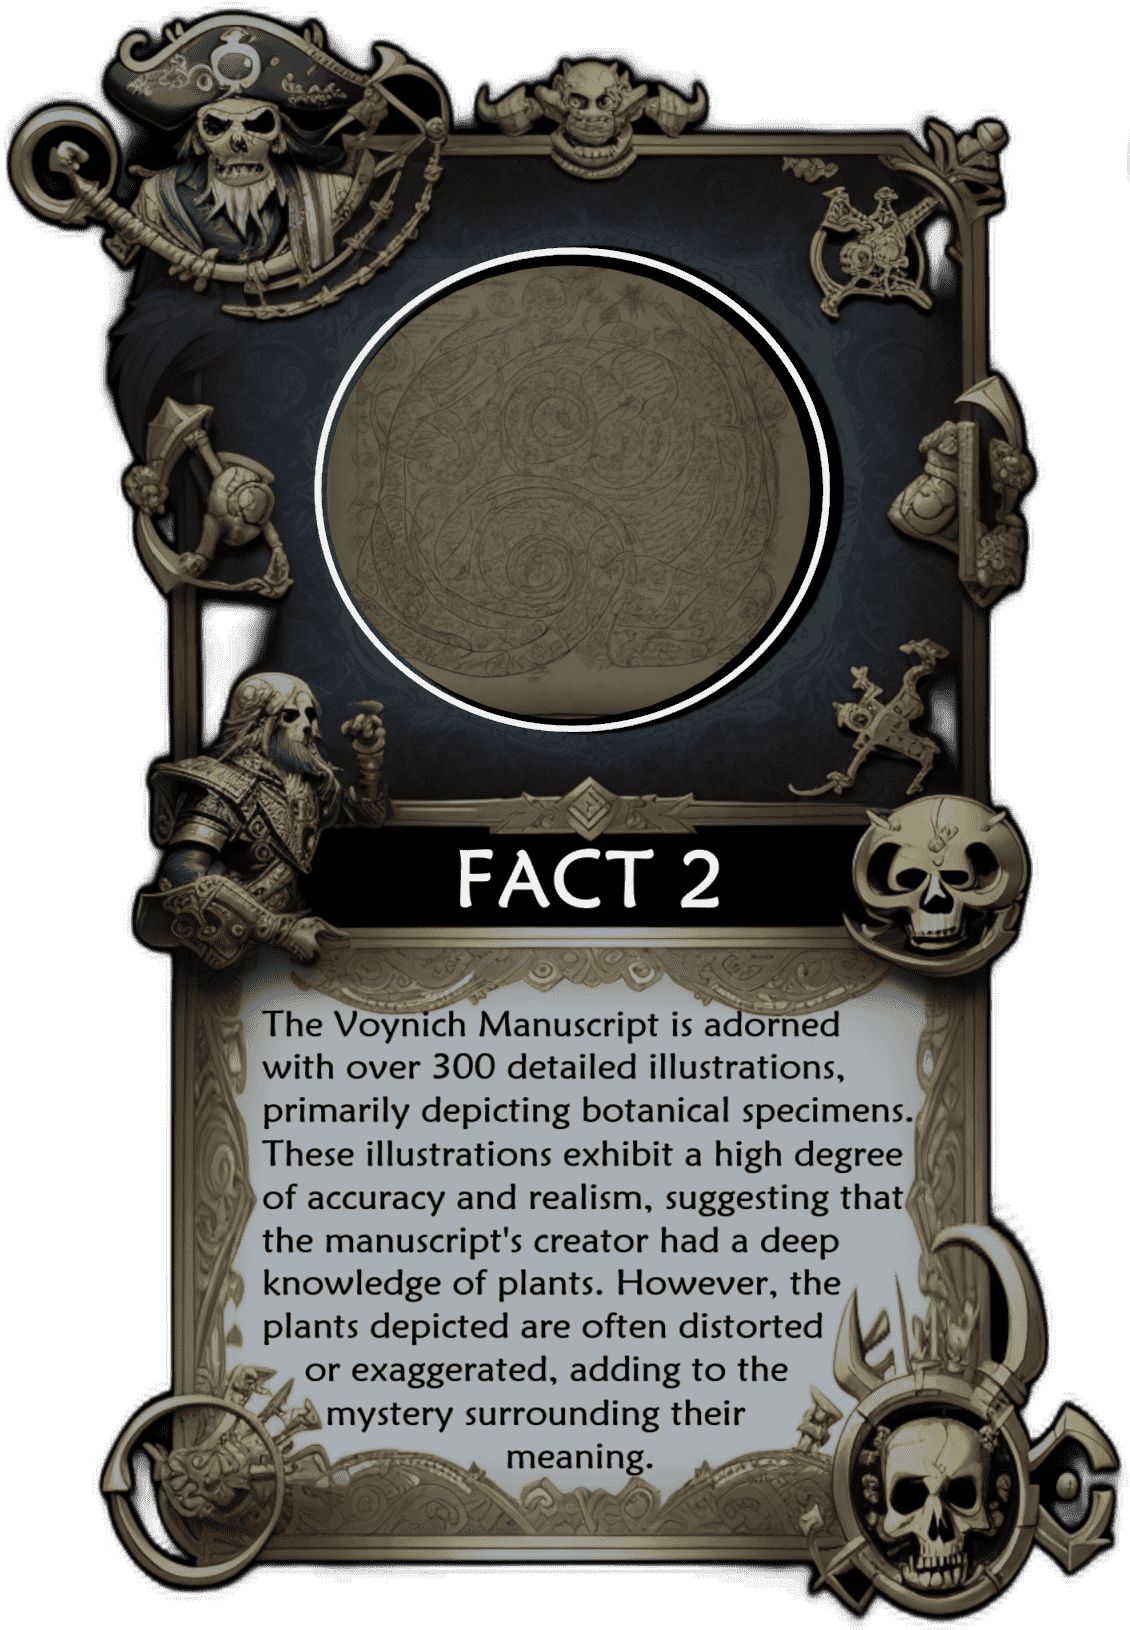 FACT 2
The Voynich Manuscript is adorned
with over 300 detailed illustrations,
primarily depicting botanical specimens.
These illustrations exhibit a high degree
of accuracy and realism, suggesting that
the manuscript's creator had a deep
knowledge of plants. However, the
plants depicted are often distorted
or exaggerated, adding to the
mystery surrounding their
meaning.